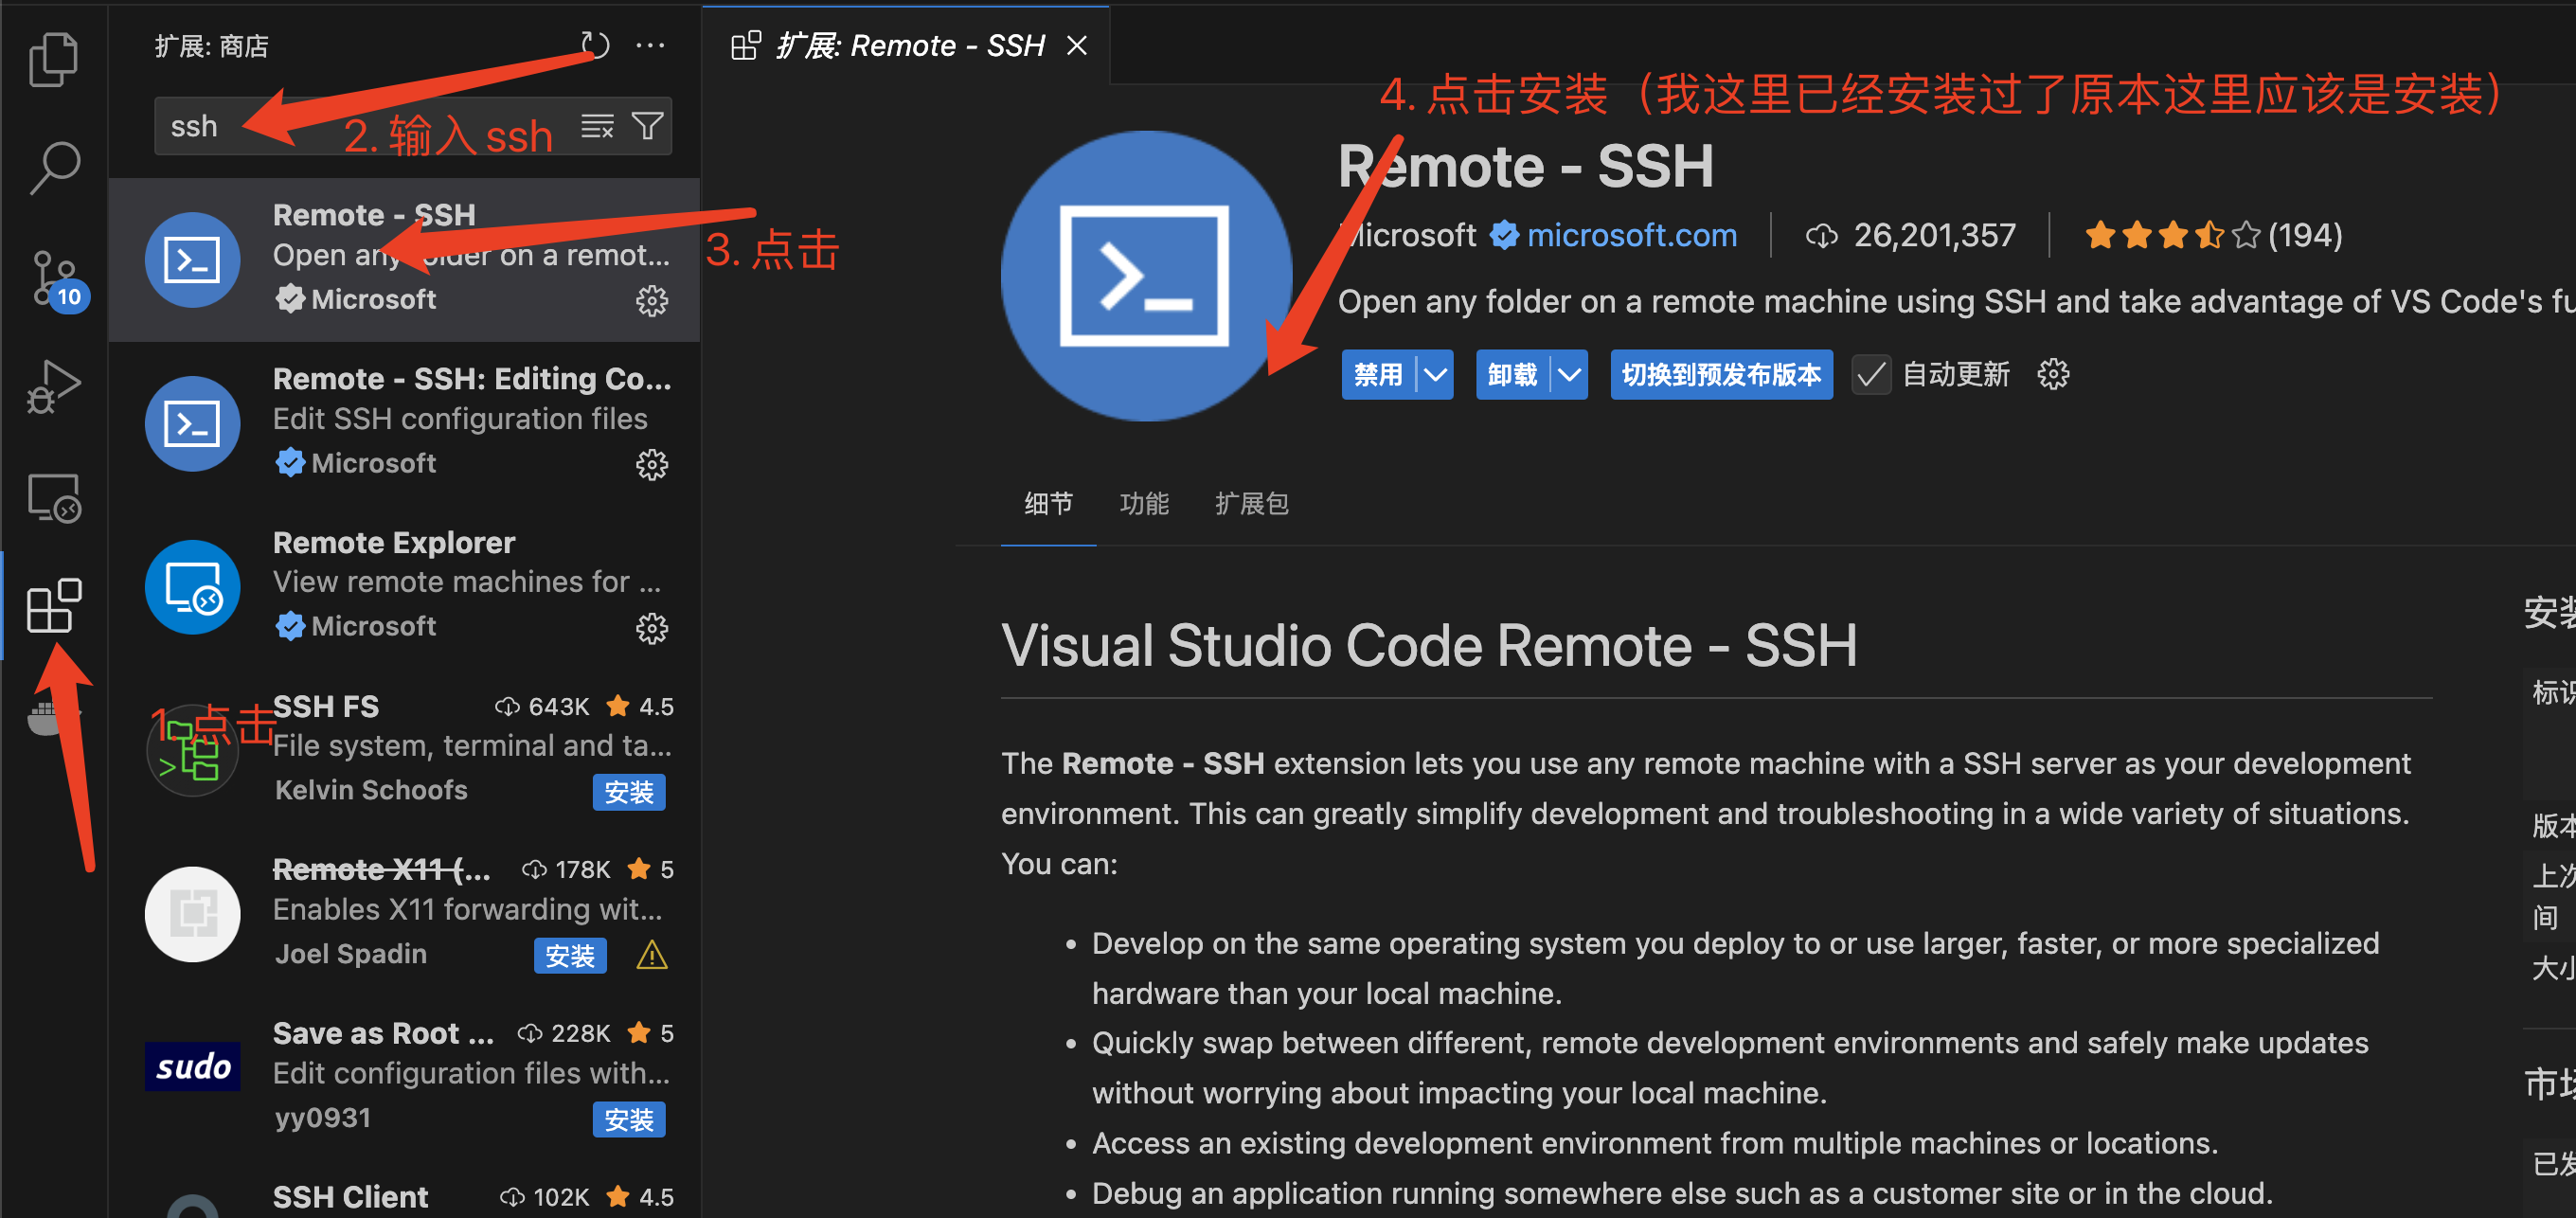 扩展: 商店
ssh
2. 输入 ssh
Remote - SSH
Open any folder on a remot...
Microsoft
3. 点击
10
Remote - SSH: Editing Co...
Edit SSH configuration files
Microsoft
Remote Explorer
View remote machines for ...
Microsoft
1. 点击
SSH FS 643K 4.5
File system, terminal and ta...
Kelvin Schoofs 安装
Remote X11 (... 178K 5
Enables X11 forwarding wit...
Joel Spadin 安装
Save as Root ... 228K 5
sudo
Edit configuration files with...
yy0931 安装
SSH Client 102K 4.5
扩展: Remote - SSH
4. 点击安装（我这里已经安装过了原本这里应该是安装）
Remote - SSH
Microsoft microsoft.com 26,201,357 (194)
Open any folder on a remote machine using SSH and take advantage of VS Code's fu
禁用 卸载 切换到预发布版本 自动更新
细节 功能 扩展包
Visual Studio Code Remote - SSH
The Remote - SSH extension lets you use any remote machine with a SSH server as your development
environment. This can greatly simplify development and troubleshooting in a wide variety of situations.
You can:
• Develop on the same operating system you deploy to or use larger, faster, or more specialized
hardware than your local machine.
• Quickly swap between different, remote development environments and safely make updates
without worrying about impacting your local machine.
• Access an existing development environment from multiple machines or locations.
• Debug an application running somewhere else such as a customer site or in the cloud.
安装
标识
版本
上次
间
大小
市场
已发